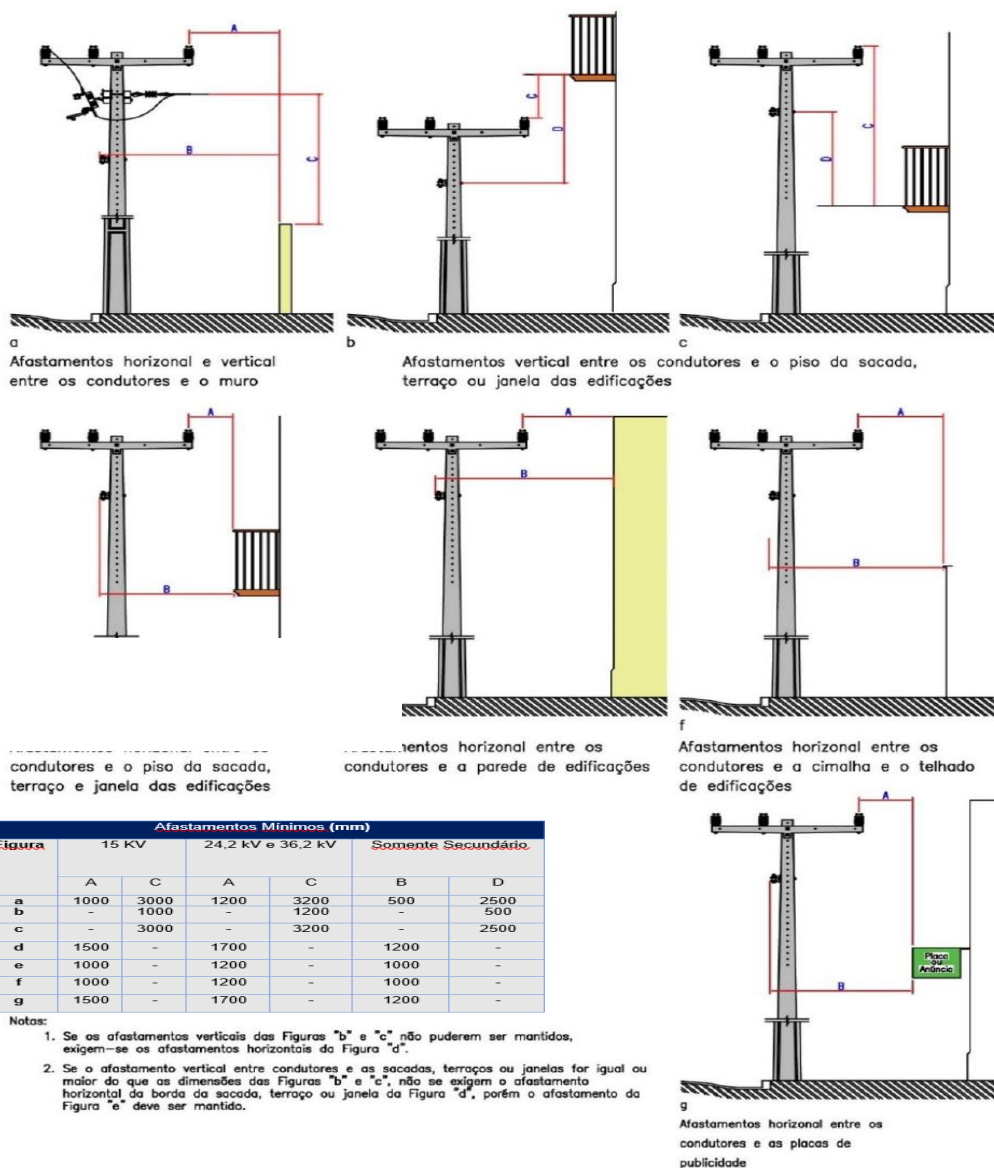 A
B
C
C
D
C
D
a
Afastamentos horizonal e vertical
entre os condutores e o muro
b
c
Afastamentos vertical entre os condutores e o piso da sacada,
terraço ou janela das edificações
A
B
A
B
A
B
condutores e o piso da sacada,
terraço e janela das edificações
horizonal entre os
condutores e a parede de edificações
f
Afastamentos horizonal entre os
condutores e a cimalha e o telhado
de edificações
Afastamentos Mínimos (mm)
Figura 15 KV 24,2 kV e 36,2 kV Somente Secundário
A C A C B D
a 1000 3000 1200 3200 500 2500
b - 1000 - 1200 - 500
c - 3000 - 3200 - 2500
d 1500 - 1700 - 1200
e 1000 - 1200 - 1000
f 1000 - 1200 - 1000
g 1500 - 1700 - 1200
Notas:
1. Se os afastamentos verticais das Figuras "b" e "c" não puderem ser mantidos,
exigem-se os afastamentos horizontais da Figura "d".
2. Se o afastamento vertical entre condutores e as sacadas, terraços ou janelas for igual ou
maior do que as dimensões das Figuras "b" e "c", não se exigem o afastamento
horizontal da borda da sacada, terraço ou janela da Figura "d", porém o afastamento da
Figura "e" deve ser mantido.
A
B
Placa
ou
Anúncio
g
Afastamentos horizonal entre os
condutores e as placas de
publicidade